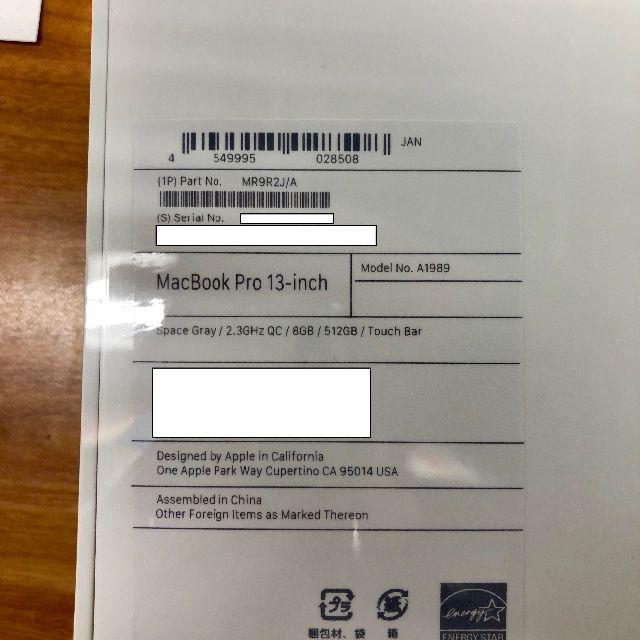 JAN
4 549995 028508
(1P) Part No. MR9R2J/A
(S) Serial No.
MacBook Pro 13-inch
Model No. A1989
Space Gray / 2.3GHz QC / 8GB / 512GB / Touch Bar
Designed by Apple in California
One Apple Park Way Cupertino CA 95014 USA
Assembled in China
Other Foreign Items as Marked Thereon
プラ
紙
energy
梱包材、袋
箱
ENERGY STAR